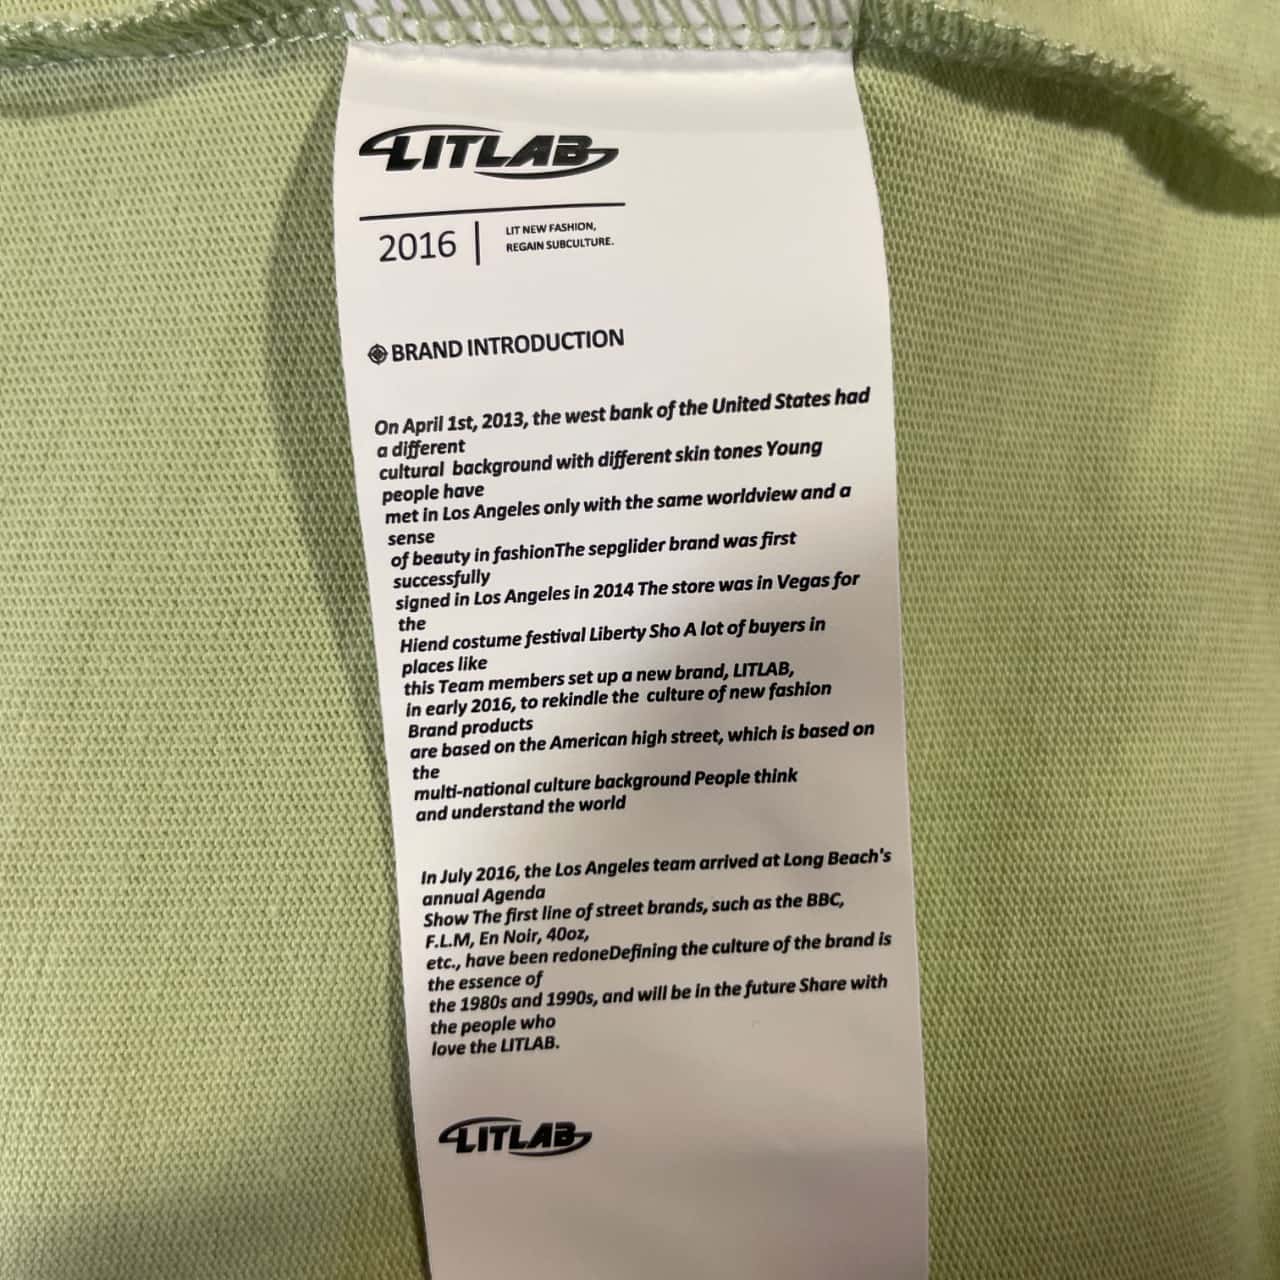 LITLAB
2016 | LIT NEW FASHION,
REGAIN SUBCULTURE.
BRAND INTRODUCTION
On April 1st, 2013, the west bank of the United States had
a different
cultural background with different skin tones Young
people have
met in Los Angeles only with the same worldview and a
sense
of beauty in fashionThe sepglider brand was first
successfully
signed in Los Angeles in 2014 The store was in Vegas for
the
Hiend costume festival Liberty Sho A lot of buyers in
places like
this Team members set up a new brand, LITLAB,
in early 2016, to rekindle the culture of new fashion
Brand products
are based on the American high street, which is based on
the
multi-national culture background People think
and understand the world
In July 2016, the Los Angeles team arrived at Long Beach's
annual Agenda
Show The first line of street brands, such as the BBC,
F.L.M, En Noir, 40oz,
etc., have been redoneDefining the culture of the brand is
the essence of
the 1980s and 1990s, and will be in the future Share with
the people who
love the LITLAB.
LITLAB